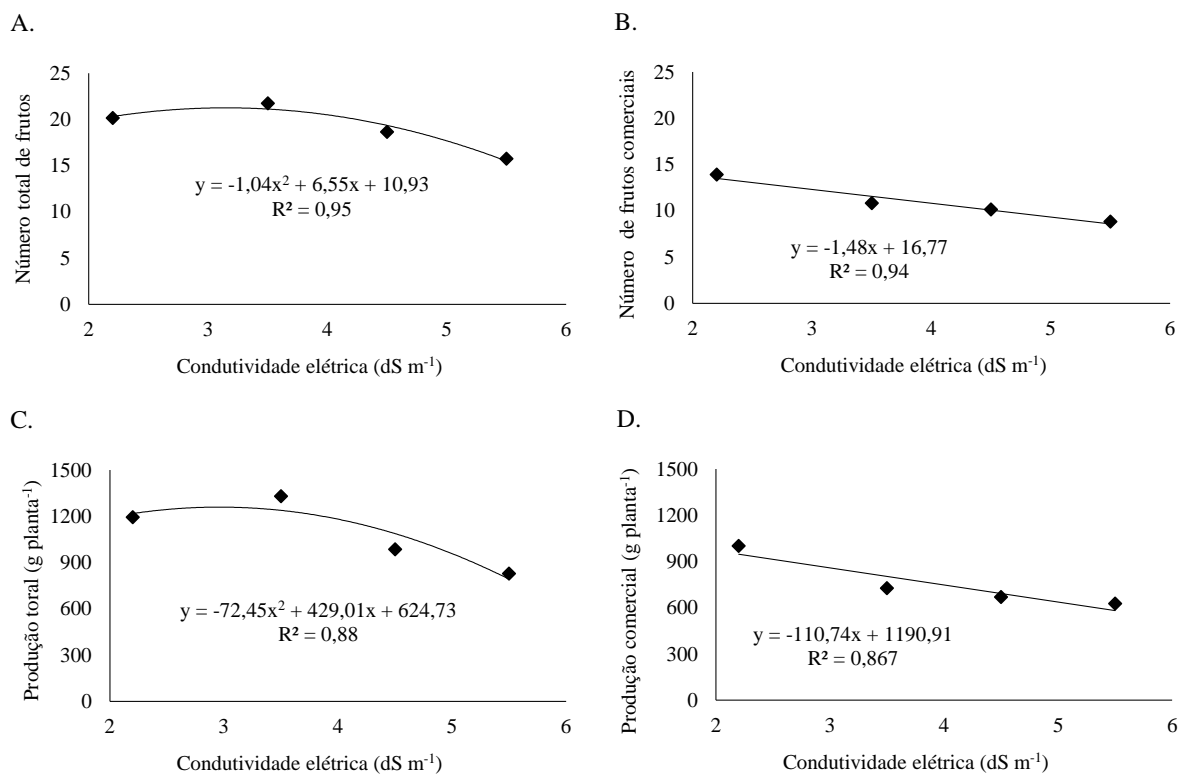 A.
Número total de frutos
25
20
15
10
5
0
y = -1,04x² + 6,55x + 10,93
R² = 0,95
2 3 4 5 6
Condutividade elétrica (dS m⁻¹)
B.
Número de frutos comerciais
25
20
15
10
5
0
y = -1,48x + 16,77
R² = 0,94
2 3 4 5 6
Condutividade elétrica (dS m⁻¹)
C.
Produção toral (g planta⁻¹)
1500
1200
900
600
300
0
y = -72,45x² + 429,01x + 624,73
R² = 0,88
2 3 4 5 6
Condutividade elétrica (dS m⁻¹)
D.
Produção comercial (g planta⁻¹)
1500
1200
900
600
300
0
y = -110,74x + 1190,91
R² = 0,867
2 3 4 5 6
Condutividade elétrica (dS m⁻¹)